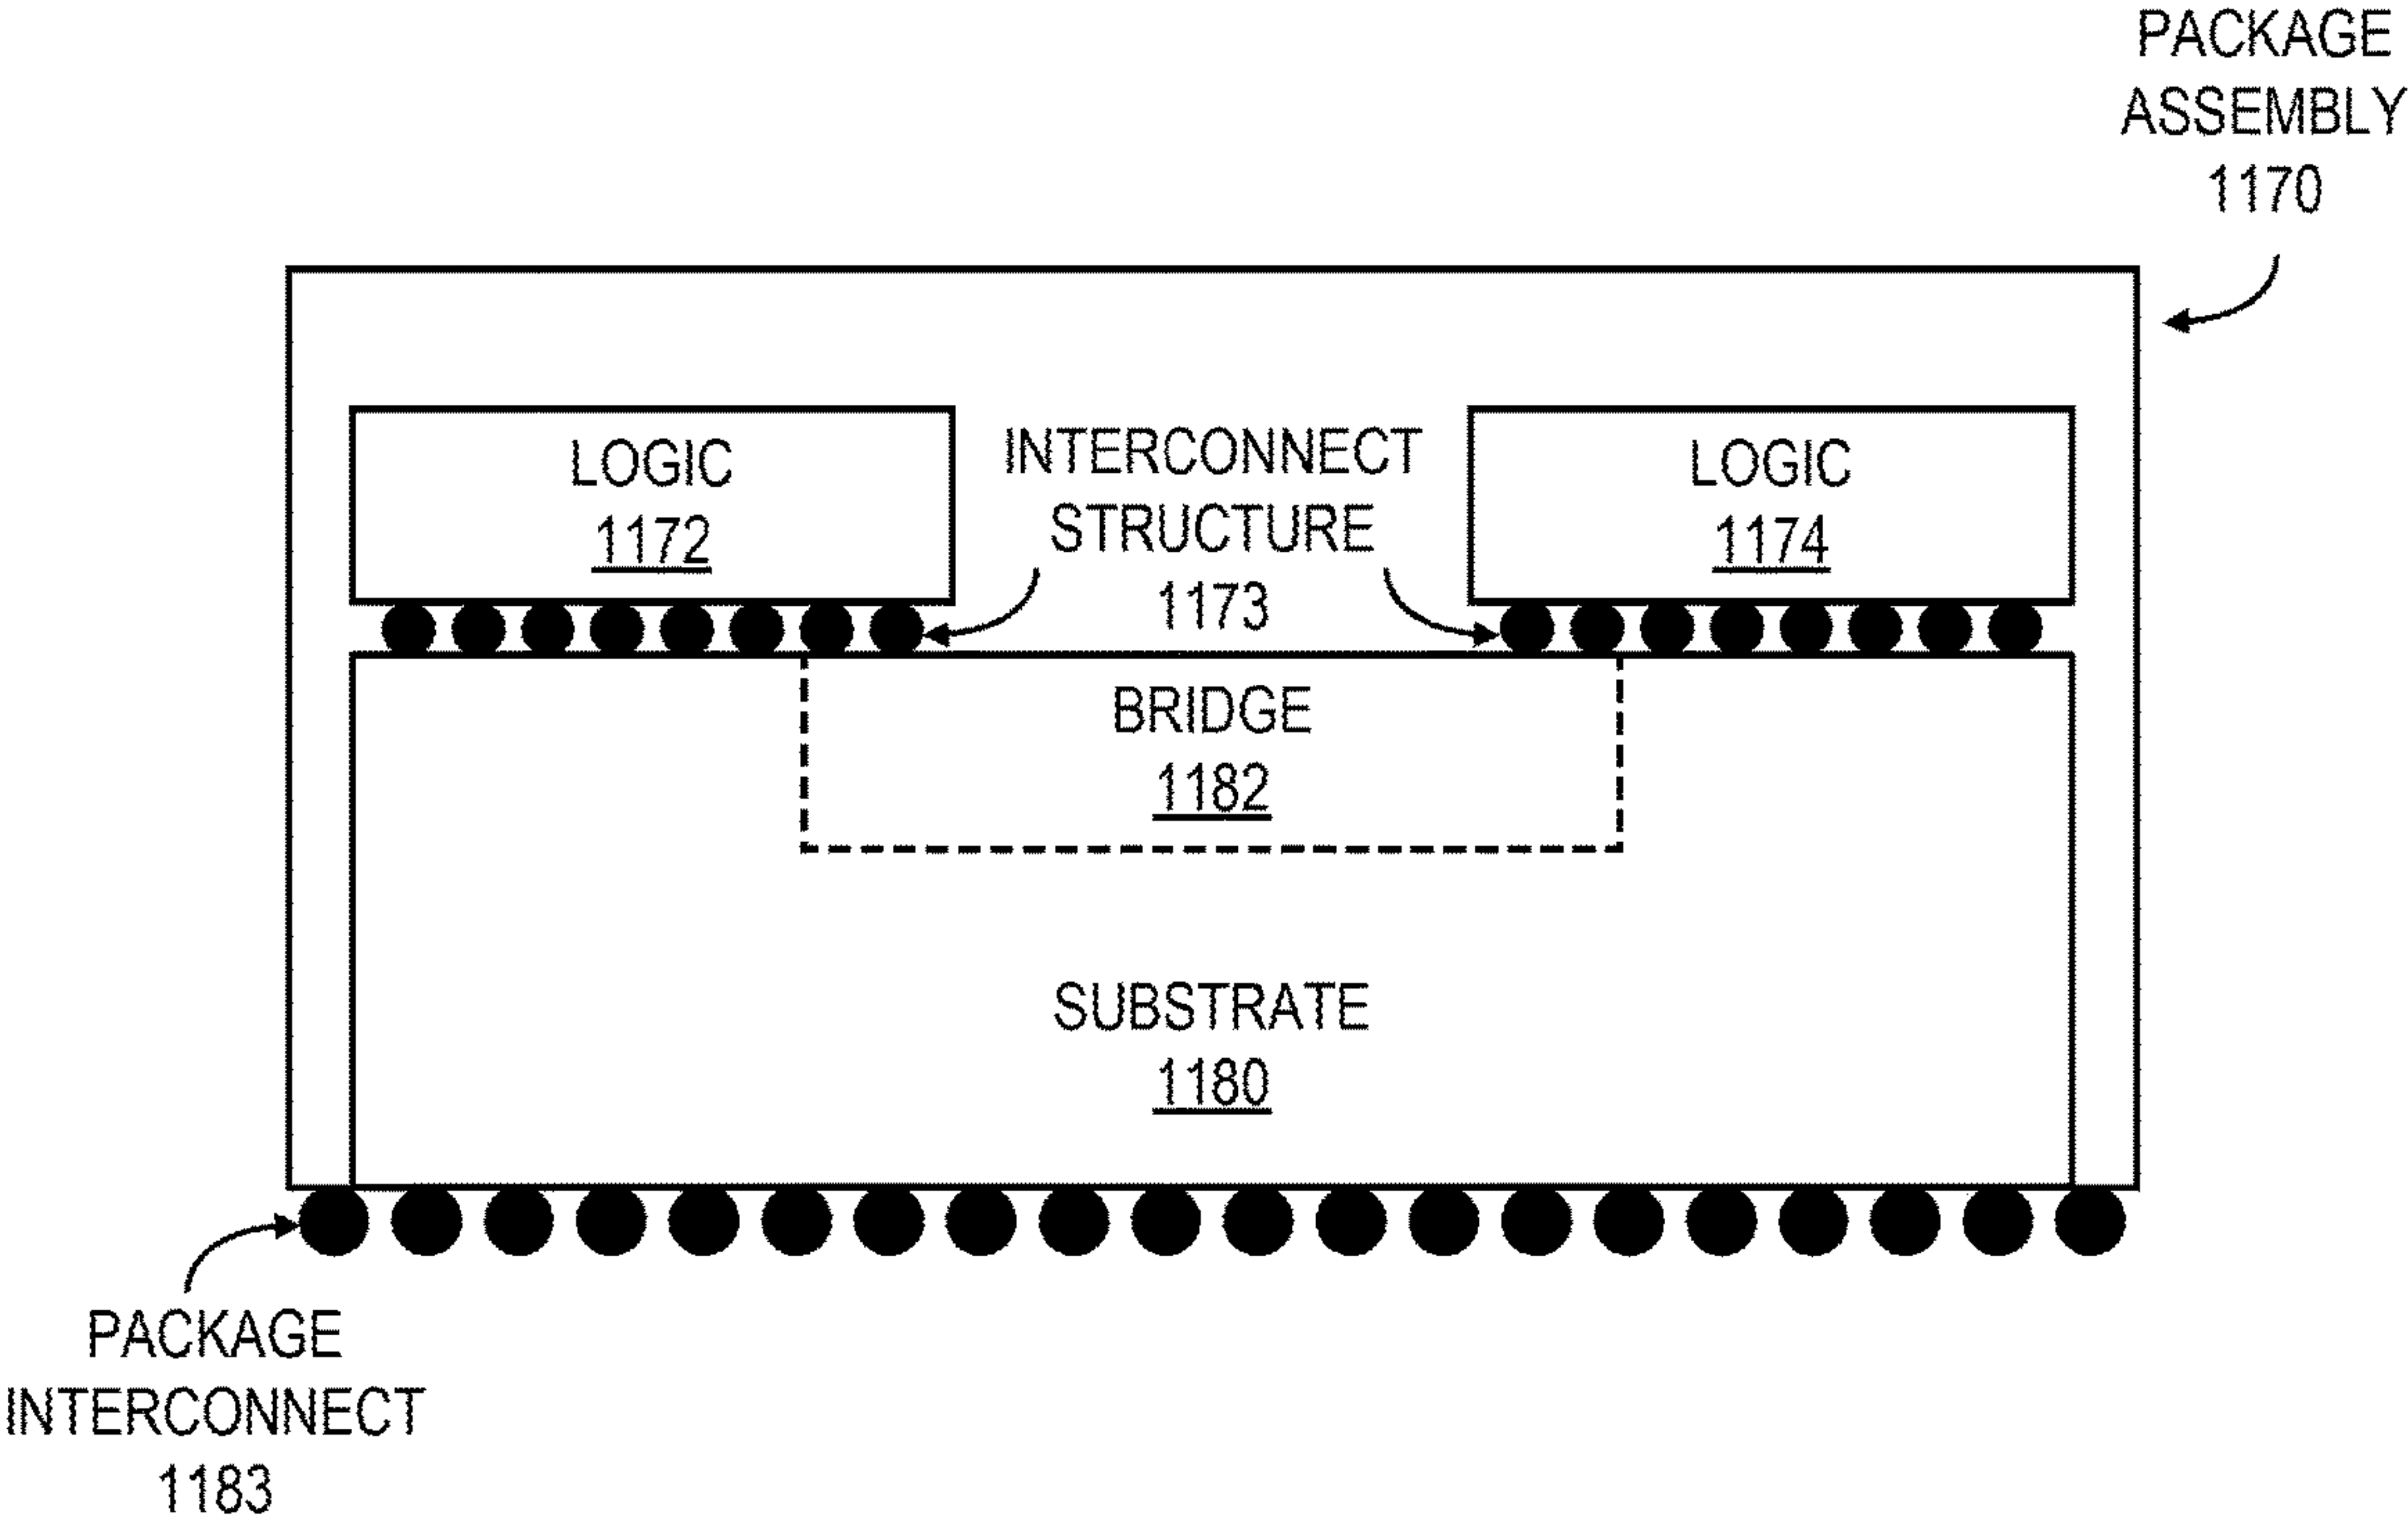 PACKAGE
ASSEMBLY
1170
LOGIC
1172
INTERCONNECT
STRUCTURE
1173
LOGIC
1174
BRIDGE
1182
SUBSTRATE
1180
PACKAGE
INTERCONNECT
1183